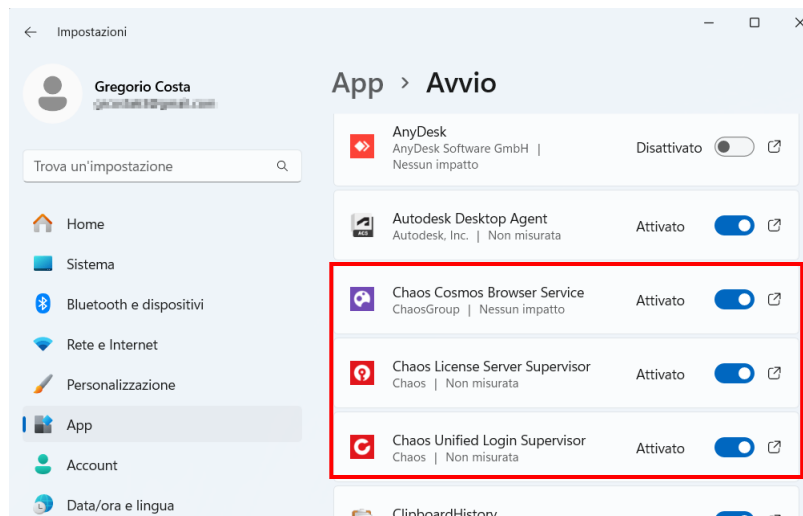 Impostazioni
Gregorio Costa
Trova un'impostazione
Home
Sistema
Bluetooth e dispositivi
Rete e Internet
Personalizzazione
App
Account
Data/ora e lingua
App > Avvio
AnyDesk
AnyDesk Software GmbH |
Nessun impatto
Disattivato
Autodesk Desktop Agent
Autodesk, Inc. | Non misurata
Attivato
Chaos Cosmos Browser Service
ChaosGroup | Nessun impatto
Attivato
Chaos License Server Supervisor
Chaos | Non misurata
Attivato
Chaos Unified Login Supervisor
Chaos | Non misurata
Attivato
ClipboardHistory